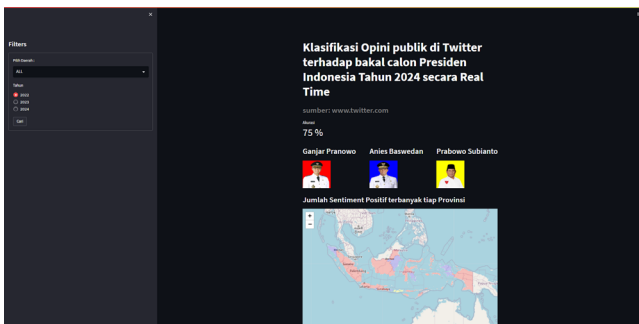 Filters
Pilih Daerah :
ALL
Tahun
2022
2023
2024
Get
Klasifikasi Opini publik di Twitter
terhadap bakal calon Presiden
Indonesia Tahun 2024 secara Real
Time
sumber: www.twitter.com
Akurasi
75 %
Ganjar Pranowo
Anies Baswedan
Prabowo Subianto
Jumlah Sentiment Positif terbanyak tiap Provinsi
+
−